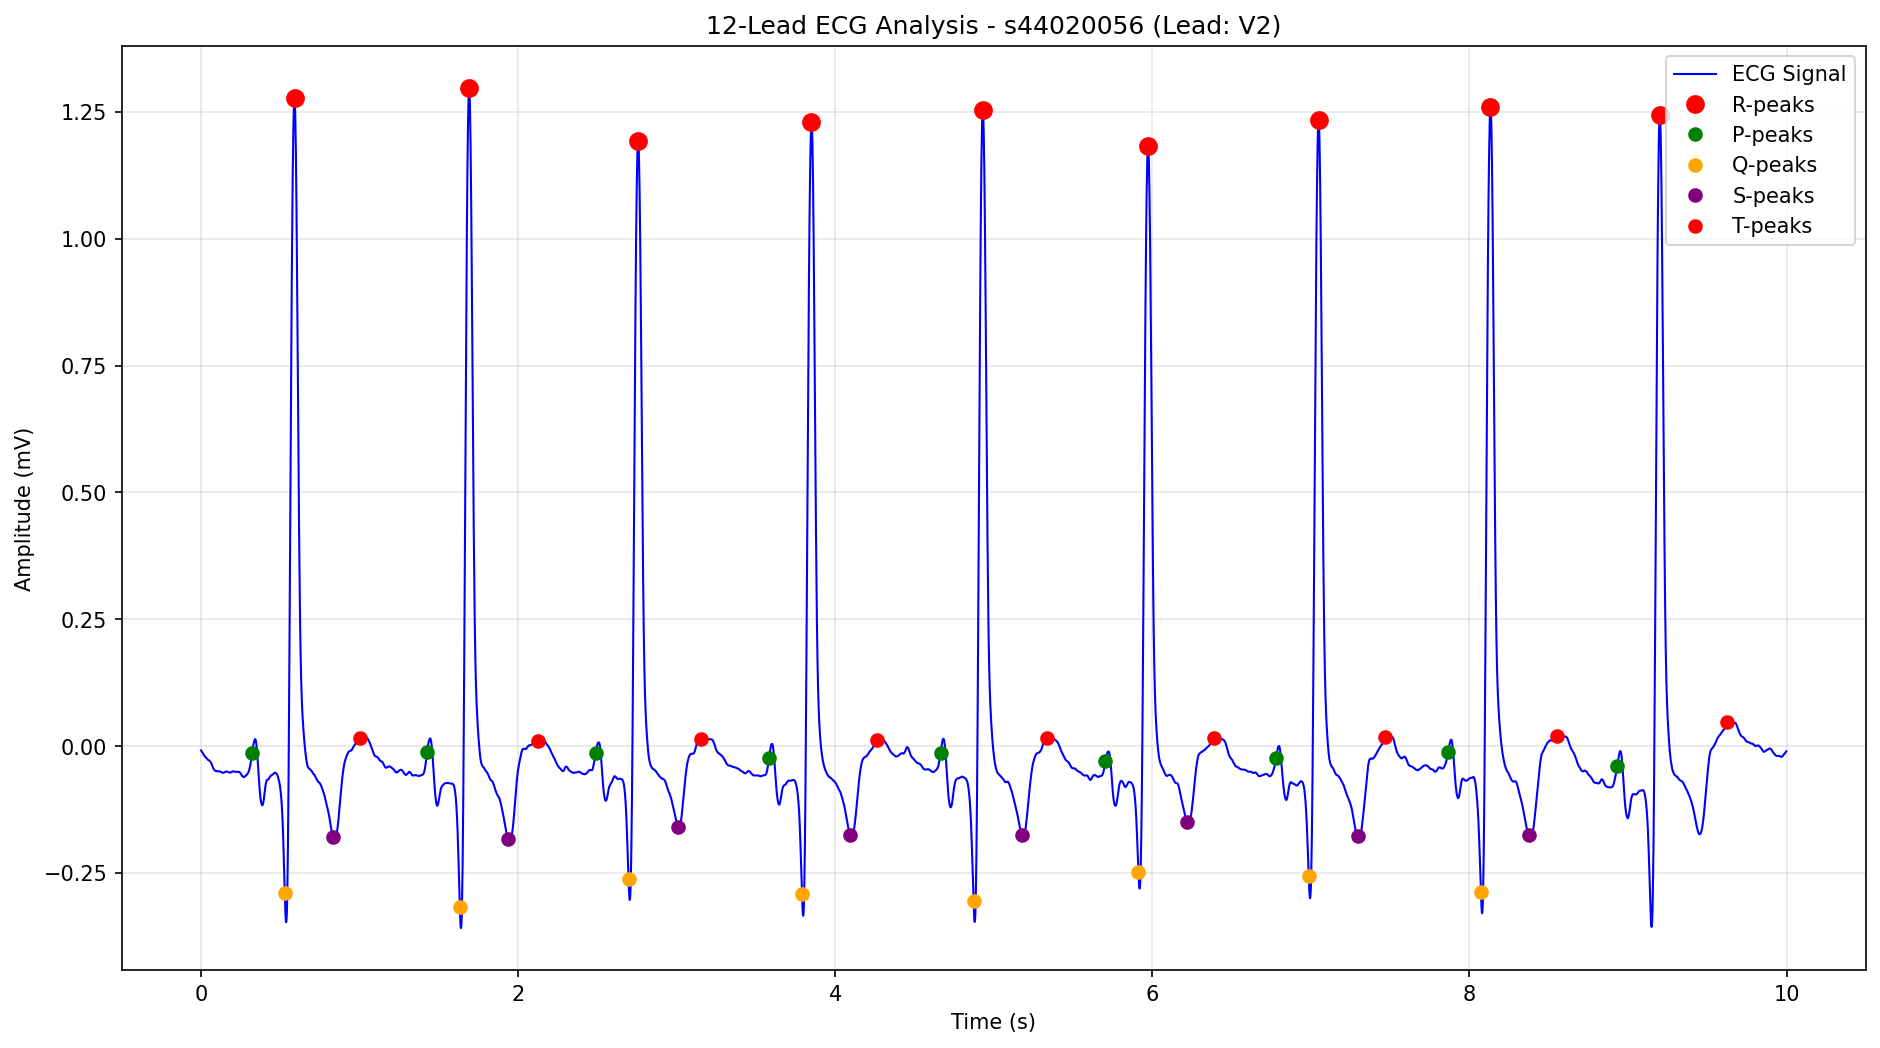 12-Lead ECG Analysis - s44020056 (Lead: V2)
ECG Signal
R-peaks
P-peaks
Q-peaks
S-peaks
T-peaks
Amplitude (mV)
1.25
1.00
0.75
0.50
0.25
0.00
−0.25
0 2 4 6 8 10
Time (s)